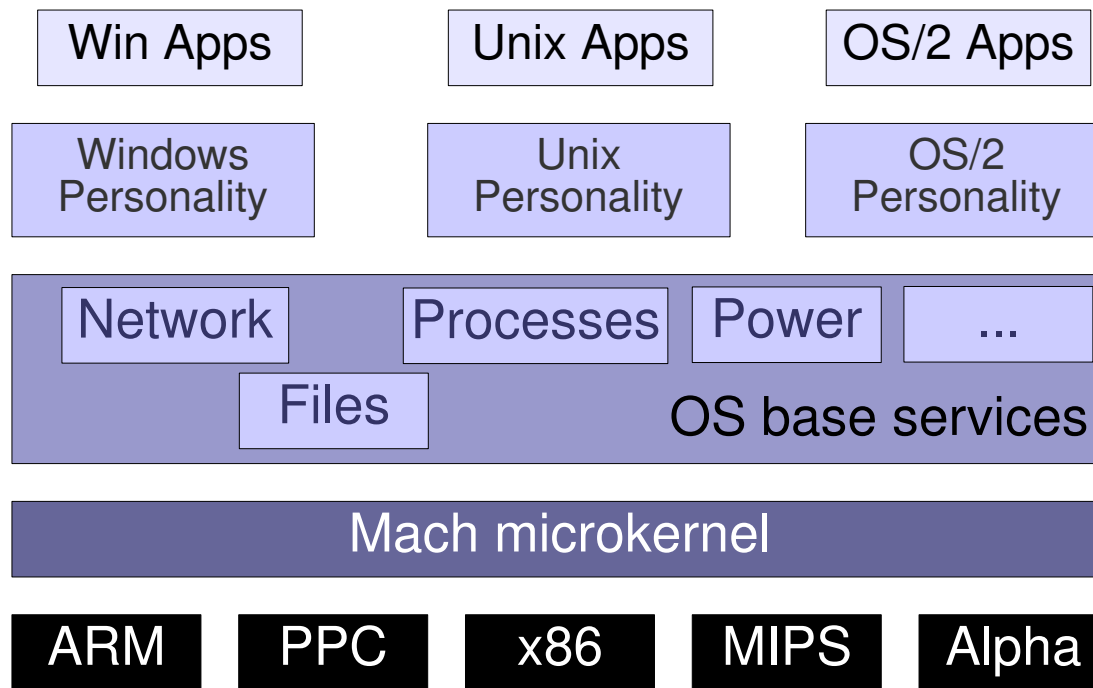 Win Apps
Unix Apps
OS/2 Apps
Windows
Personality
Unix
Personality
OS/2
Personality
Network
Processes
Power
...
Files
OS base services
Mach microkernel
ARM
PPC
x86
MIPS
Alpha